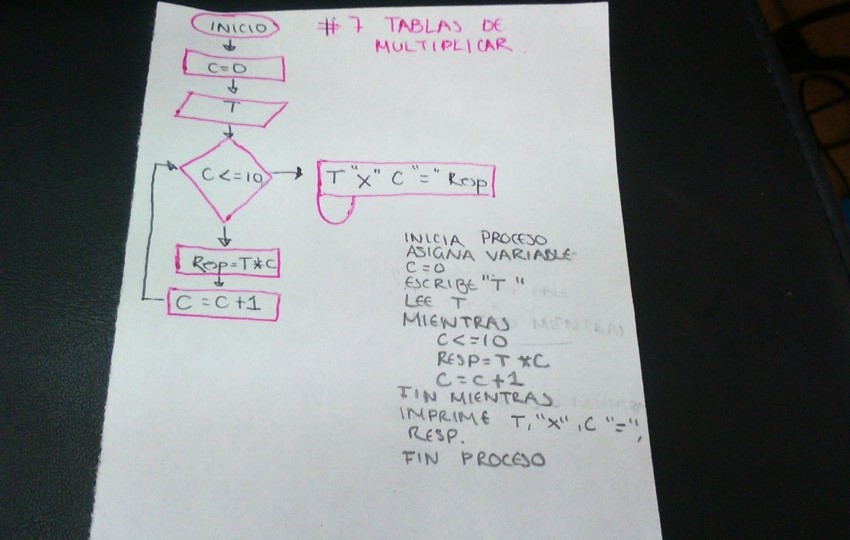 INICIO
# 7 TABLAS DE
MULTIPLICAR
C=0
T
C <=10
T "X" C "=" Resp
Resp=T*C
C = C+1
INICIA PROCESO
ASIGNA VARIABLE
C=0
ESCRIBE "T"
LEE T
MIENTRAS
C<=10
RESP=T*C
C=C+1
FIN MIENTRAS
IMPRIME T,"X",C "=",
RESP.
FIN PROCESO